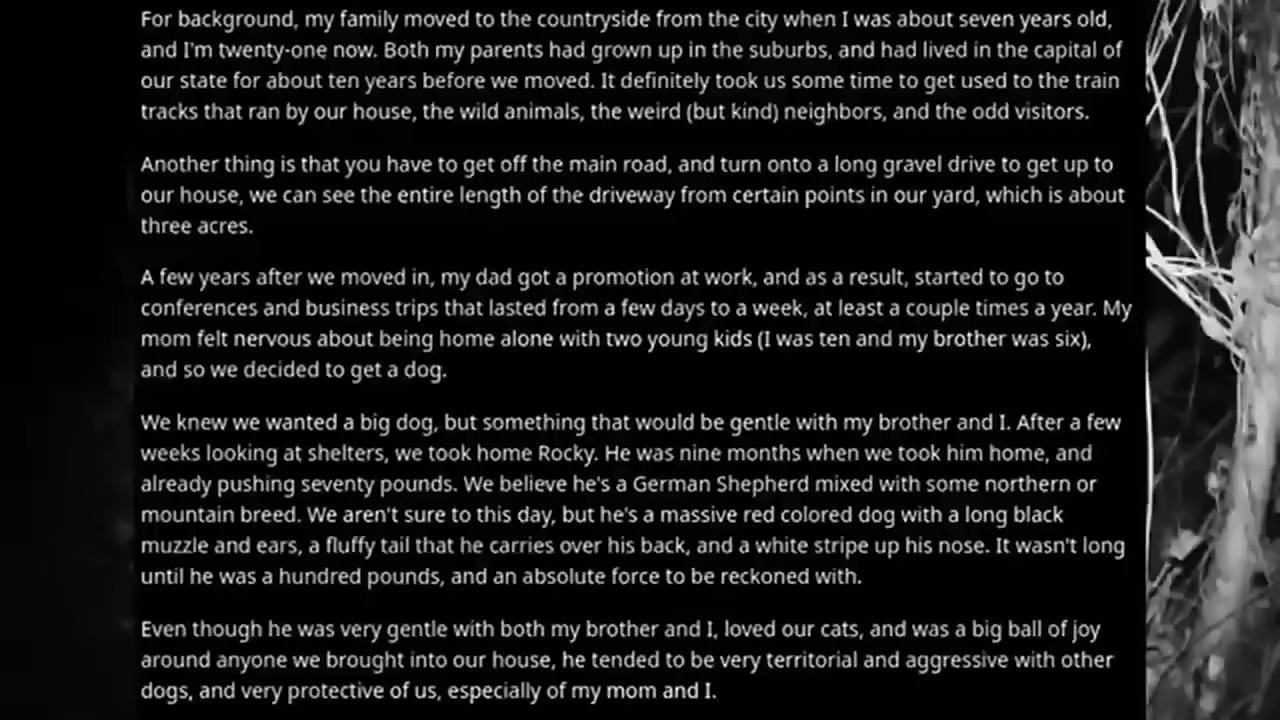 For background, my family moved to the countryside from the city when I was about seven years old,
and I'm twenty-one now. Both my parents had grown up in the suburbs, and had lived in the capital of
our state for about ten years before we moved. It definitely took us some time to get used to the train
tracks that ran by our house, the wild animals, the weird (but kind) neighbors, and the odd visitors.
Another thing is that you have to get off the main road, and turn onto a long gravel drive to get up to
our house, we can see the entire length of the driveway from certain points in our yard, which is about
three acres.
A few years after we moved in, my dad got a promotion at work, and as a result, started to go to
conferences and business trips that lasted from a few days to a week, at least a couple times a year. My
mom felt nervous about being home alone with two young kids (I was ten and my brother was six),
and so we decided to get a dog.
We knew we wanted a big dog, but something that would be gentle with my brother and I. After a few
weeks looking at shelters, we took home Rocky. He was nine months when we took him home, and
already pushing seventy pounds. We believe he's a German Shepherd mixed with some northern or
mountain breed. We aren't sure to this day, but he's a massive red colored dog with a long black
muzzle and ears, a fluffy tail that he carries over his back, and a white stripe up his nose. It wasn't long
until he was a hundred pounds, and an absolute force to be reckoned with.
Even though he was very gentle with both my brother and I, loved our cats, and was a big ball of joy
around anyone we brought into our house, he tended to be very territorial and aggressive with other
dogs, and very protective of us, especially of my mom and I.